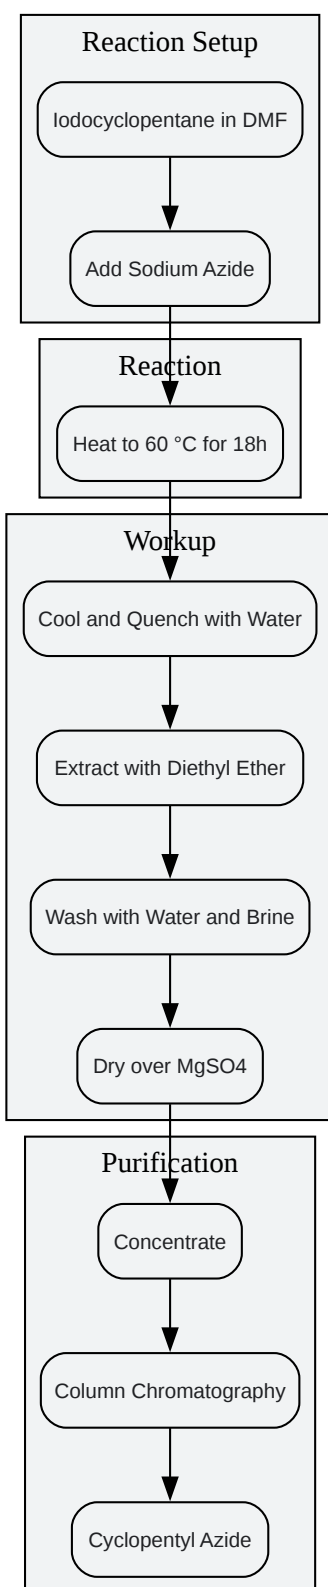 Reaction Setup
Iodocyclopentane in DMF
Add Sodium Azide
Reaction
Heat to 60 °C for 18h
Workup
Cool and Quench with Water
Extract with Diethyl Ether
Wash with Water and Brine
Dry over MgSO4
Purification
Concentrate
Column Chromatography
Cyclopentyl Azide